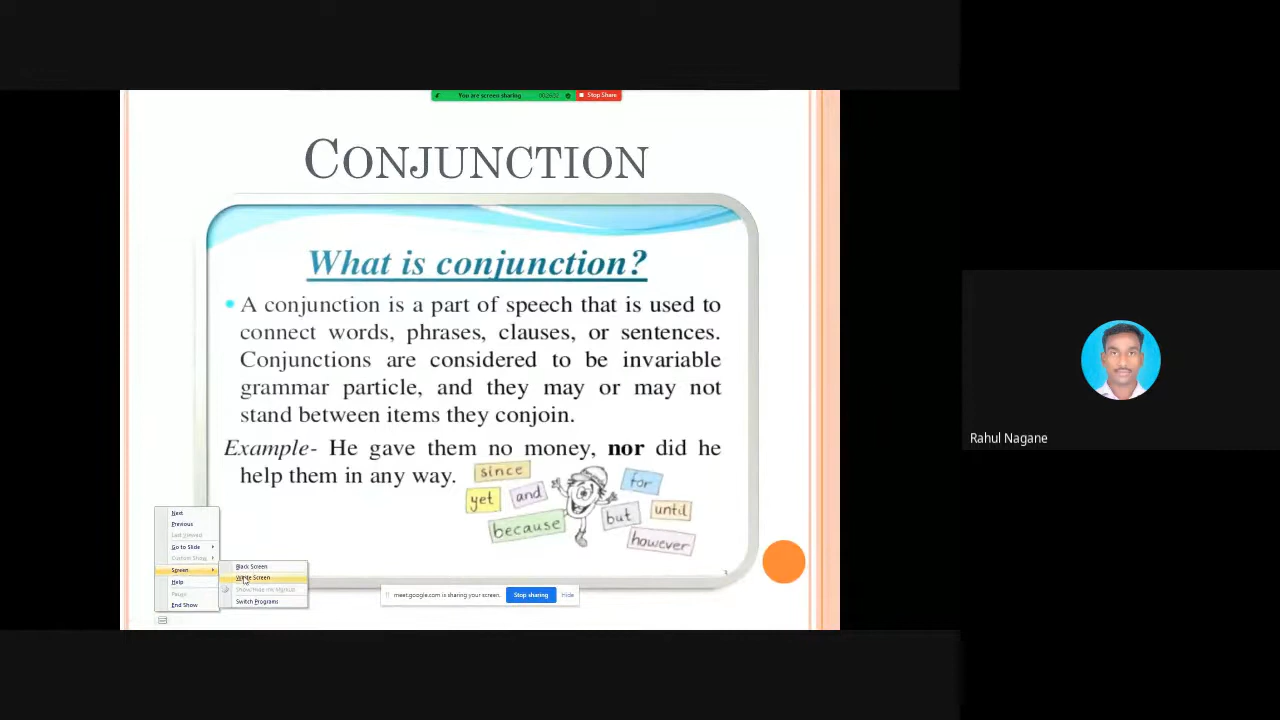 You are screen sharing
Stop Share
CONJUNCTION
What is conjunction?
A conjunction is a part of speech that is used to
connect words, phrases, clauses, or sentences.
Conjunctions are considered to be invariable
grammar particle, and they may or may not
stand between items they conjoin.
Example- He gave them no money, nor did he
help them in any way.
since
for
yet
and
until
but
because
however
Next
Previous
Last Viewed
Go to Slide
Custom Show
Screen
Help
Pause
End Show
Black Screen
White Screen
Show/Hide Ink Markup
Switch Programs
meet.google.com is sharing your screen.
Stop sharing
Hide
Rahul Nagane